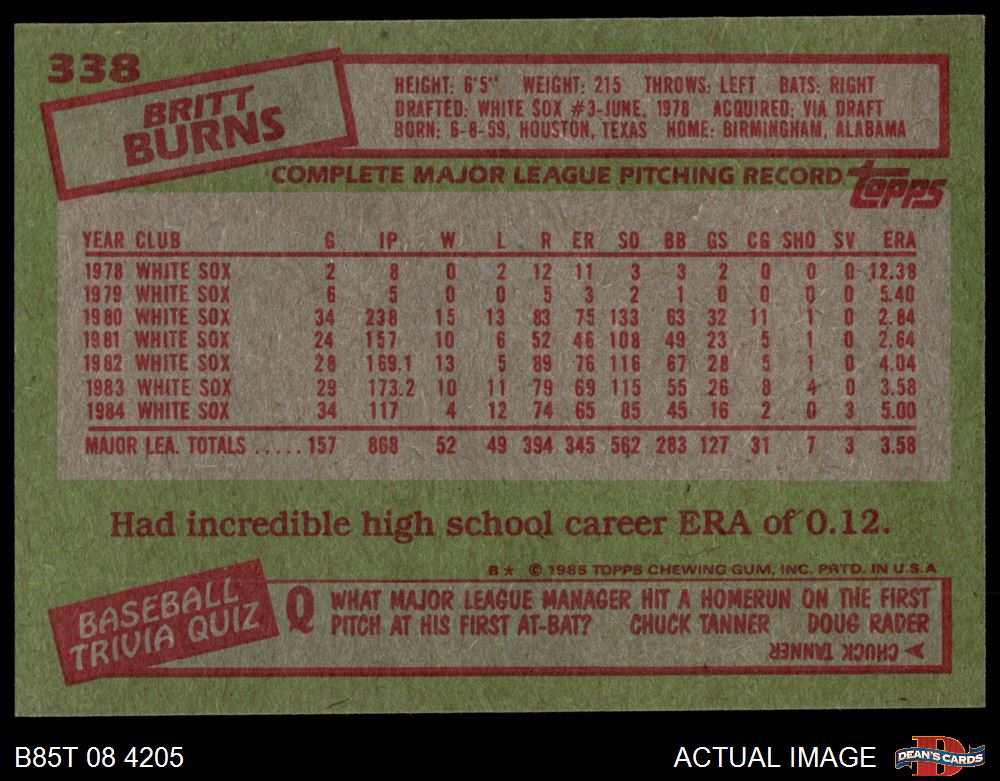 338
BRITT
BURNS
HEIGHT: 6'5" WEIGHT: 215 THROWS: LEFT BATS: RIGHT
DRAFTED: WHITE SOX #3-JUNE, 1978 ACQUIRED: VIA DRAFT
BORN: 6-8-59, HOUSTON, TEXAS HOME: BIRMINGHAM, ALABAMA
COMPLETE MAJOR LEAGUE PITCHING RECORD topps
YEAR CLUB G IP W L R ER SO BB GS CG SHO SV ERA
1978 WHITE SOX 2 8 0 2 12 11 3 3 2 0 0 0 12.38
1979 WHITE SOX 6 5 0 0 5 3 2 1 0 0 0 0 5.40
1980 WHITE SOX 34 238 15 13 83 75 133 63 32 11 1 0 2.84
1981 WHITE SOX 24 157 10 6 52 46 108 49 23 5 1 0 2.64
1982 WHITE SOX 28 169.1 13 5 89 76 116 67 28 5 1 0 4.04
1983 WHITE SOX 29 173.2 10 11 79 69 115 55 26 8 4 0 3.58
1984 WHITE SOX 34 117 4 12 74 65 85 45 16 2 0 3 5.00
MAJOR LEA. TOTALS ..... 157 868 52 49 394 345 562 283 127 31 7 3 3.58
Had incredible high school career ERA of 0.12.
B* © 1985 TOPPS CHEWING GUM, INC. PRTD. IN U.S.A
BASEBALL
TRIVIA QUIZ
Q WHAT MAJOR LEAGUE MANAGER HIT A HOMERUN ON THE FIRST
PITCH AT HIS FIRST AT-BAT? CHUCK TANNER DOUG RADER
A CHUCK TANNER
B85T 08 4205
ACTUAL IMAGE
D
DEAN'S CARDS